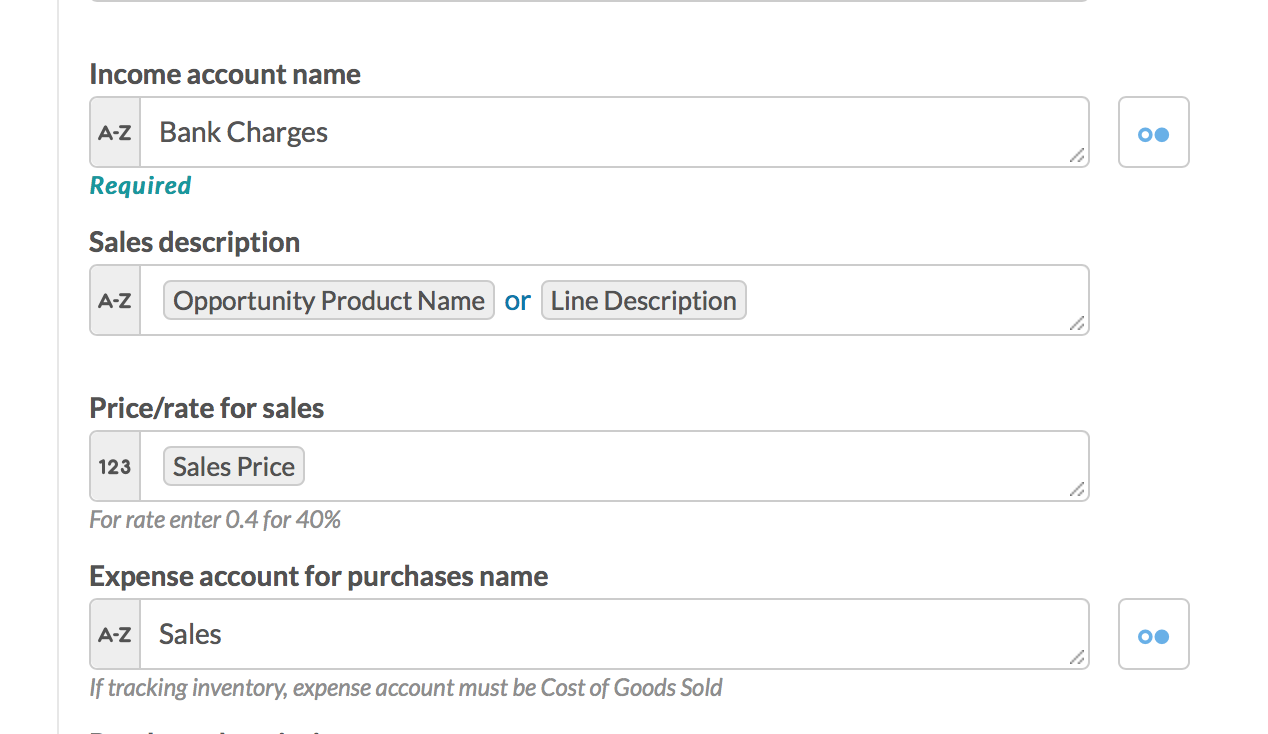 Income account name
A-Z Bank Charges
Required
Sales description
A-Z Opportunity Product Name or Line Description
Price/rate for sales
123 Sales Price
For rate enter 0.4 for 40%
Expense account for purchases name
A-Z Sales
If tracking inventory, expense account must be Cost of Goods Sold